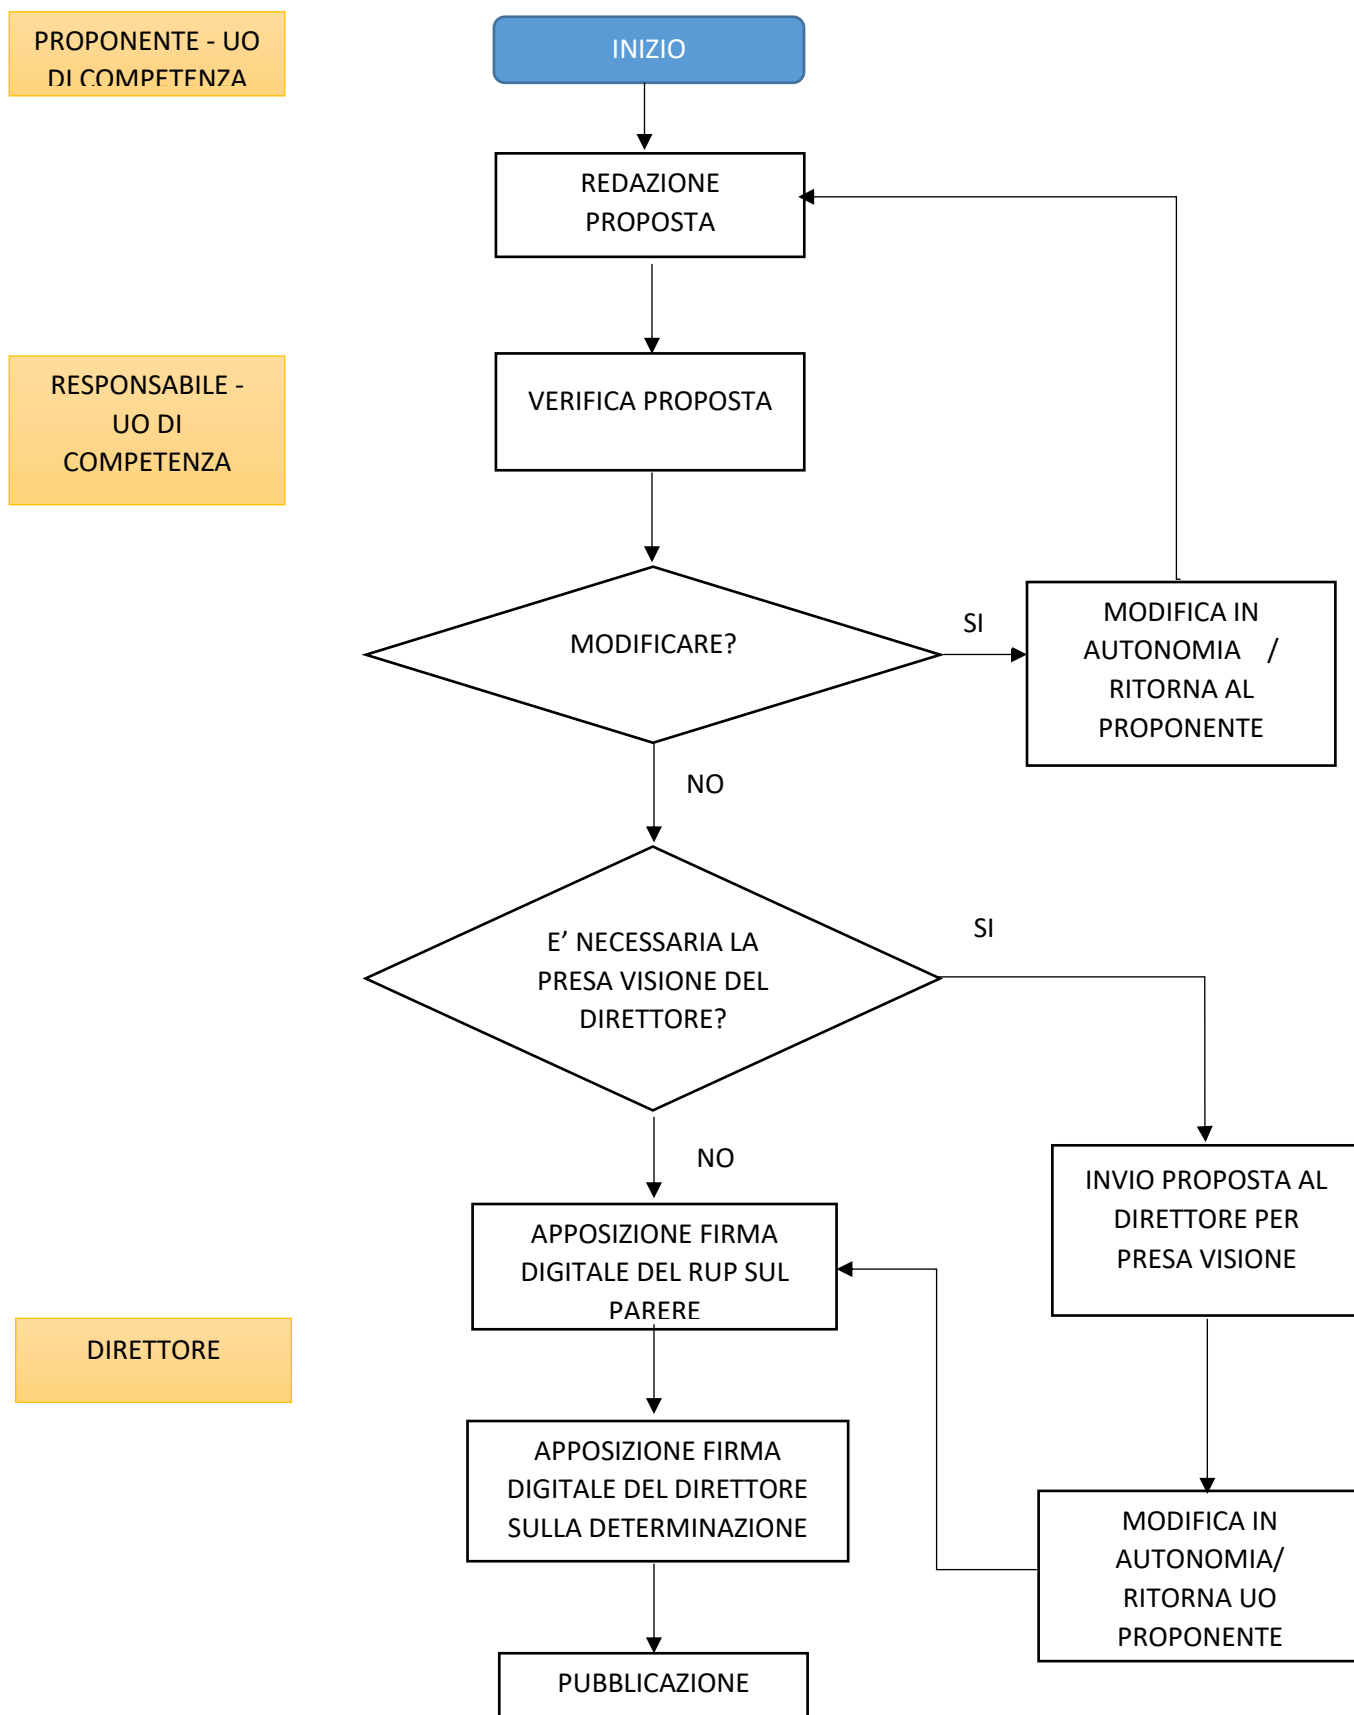 PROPONENTE - UO
DI COMPETENZA
INIZIO
REDAZIONE
PROPOSTA
RESPONSABILE -
UO DI
COMPETENZA
VERIFICA PROPOSTA
MODIFICARE?
SI
MODIFICA IN
AUTONOMIA /
RITORNA AL
PROPONENTE
NO
E’ NECESSARIA LA
PRESA VISIONE DEL
DIRETTORE?
SI
NO
INVIO PROPOSTA AL
DIRETTORE PER
PRESA VISIONE
APPOSIZIONE FIRMA
DIGITALE DEL RUP SUL
PARERE
DIRETTORE
APPOSIZIONE FIRMA
DIGITALE DEL DIRETTORE
SULLA DETERMINAZIONE
MODIFICA IN
AUTONOMIA/
RITORNA UO
PROPONENTE
PUBBLICAZIONE